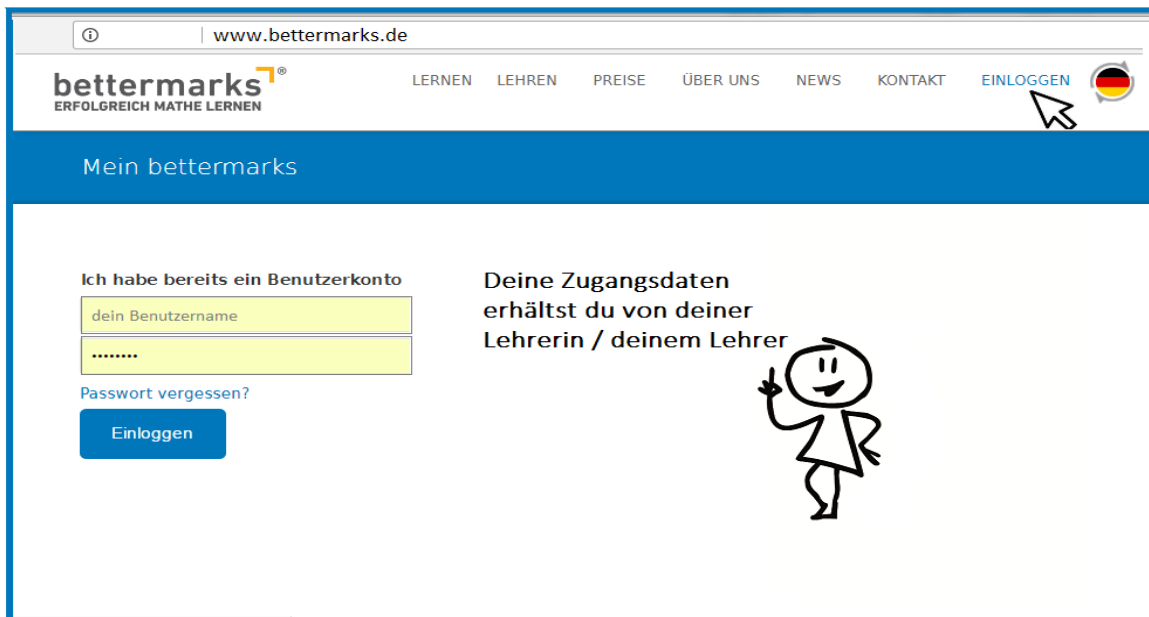 www.bettermarks.de
bettermarks®
ERFOLGREICH MATHE LERNEN
LERNEN LEHREN PREISE ÜBER UNS NEWS KONTAKT EINLOGGEN
Mein bettermarks
Ich habe bereits ein Benutzerkonto
dein Benutzername
••••••••
Passwort vergessen?
Einloggen
Deine Zugangsdaten
erhältst du von deiner
Lehrerin / deinem Lehrer